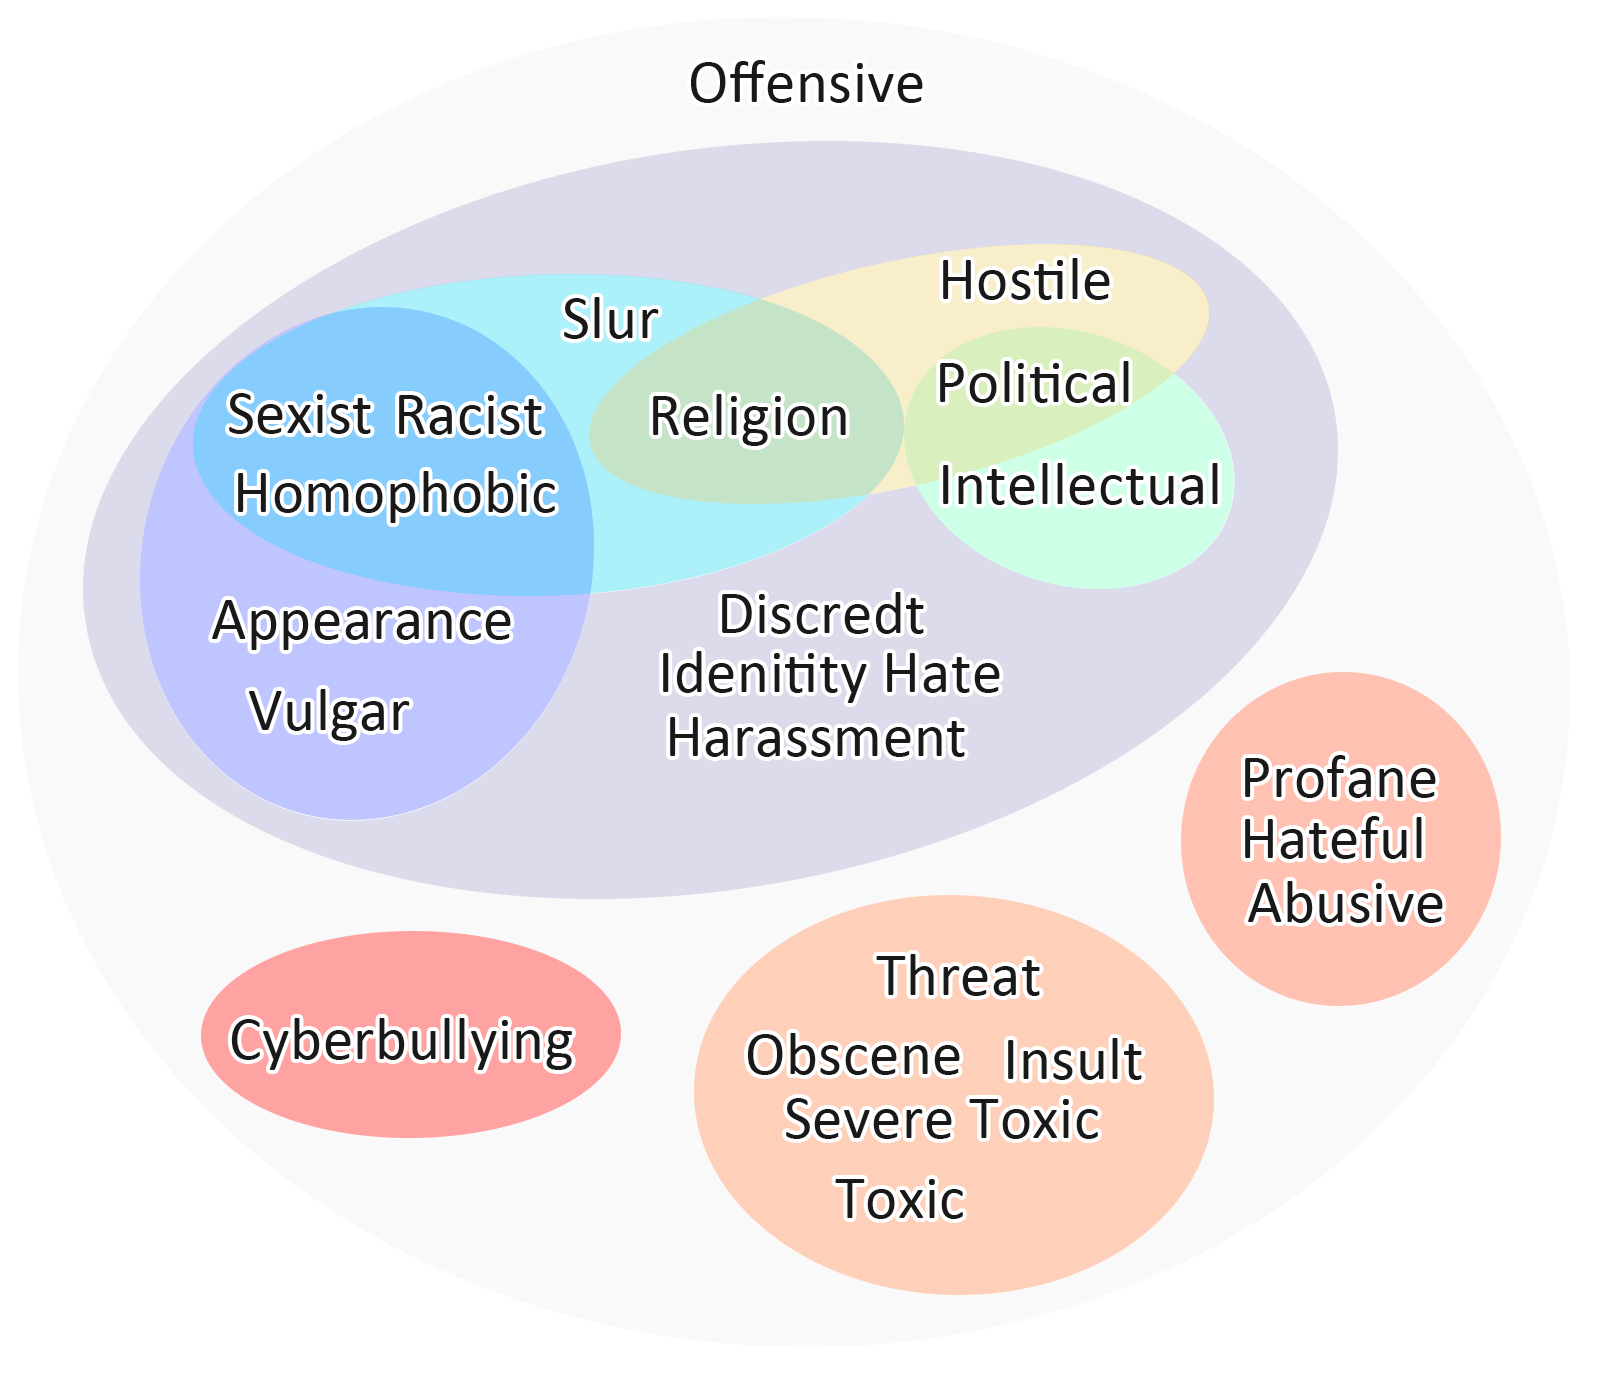 Offensive
Hostile
Slur
Political
Sexist Racist
Religion
Homophobic
Intellectual
Appearance
Discredt
Idenitity Hate
Vulgar
Harassment
Profane
Hateful
Abusive
Threat
Cyberbullying
Obscene Insult
Severe Toxic
Toxic